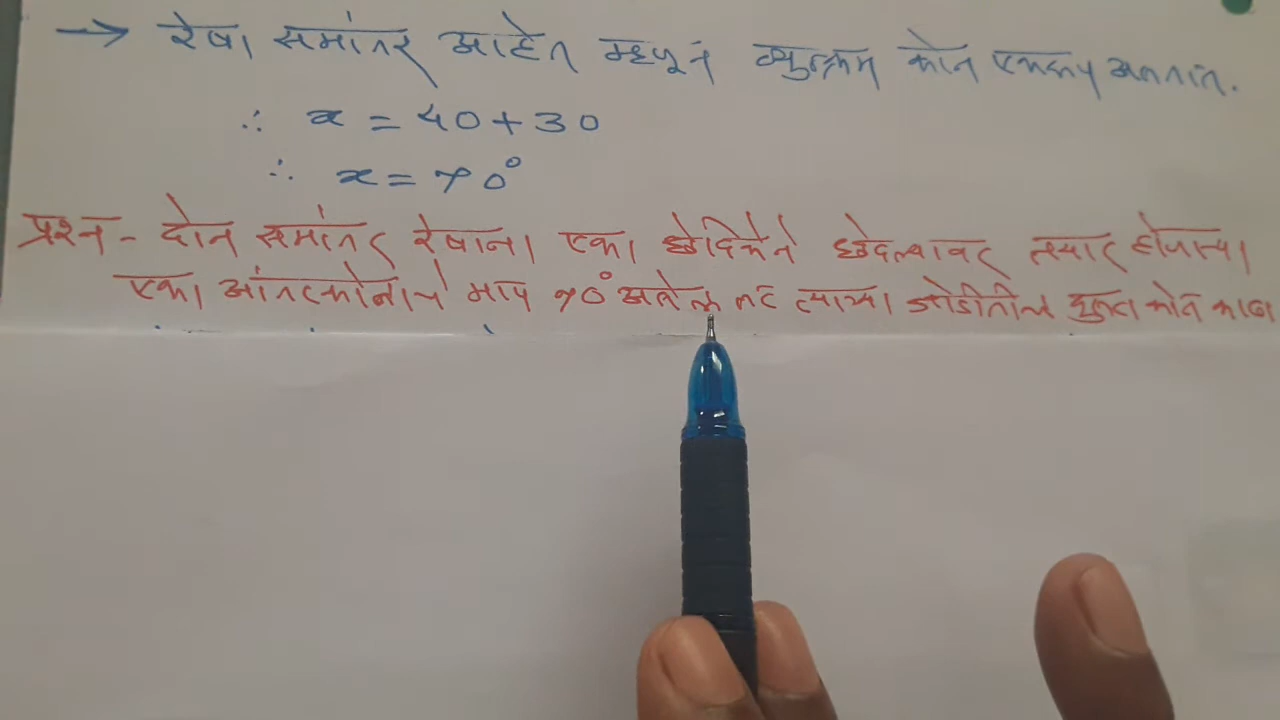 → रेषा समांतर आहेत म्हणून व्युत्क्रम कोन एकरूप असतात.
∴ x = 40 + 30
∴ x = 70°
प्रश्न - दोन समांतर रेषांना एका छेदिकेने छेदल्यावर तयार होणाऱ्या
एका आंतरकोनाचे माप 70° असेल तर त्याच्या जोडीतील दुसरा कोन काढा